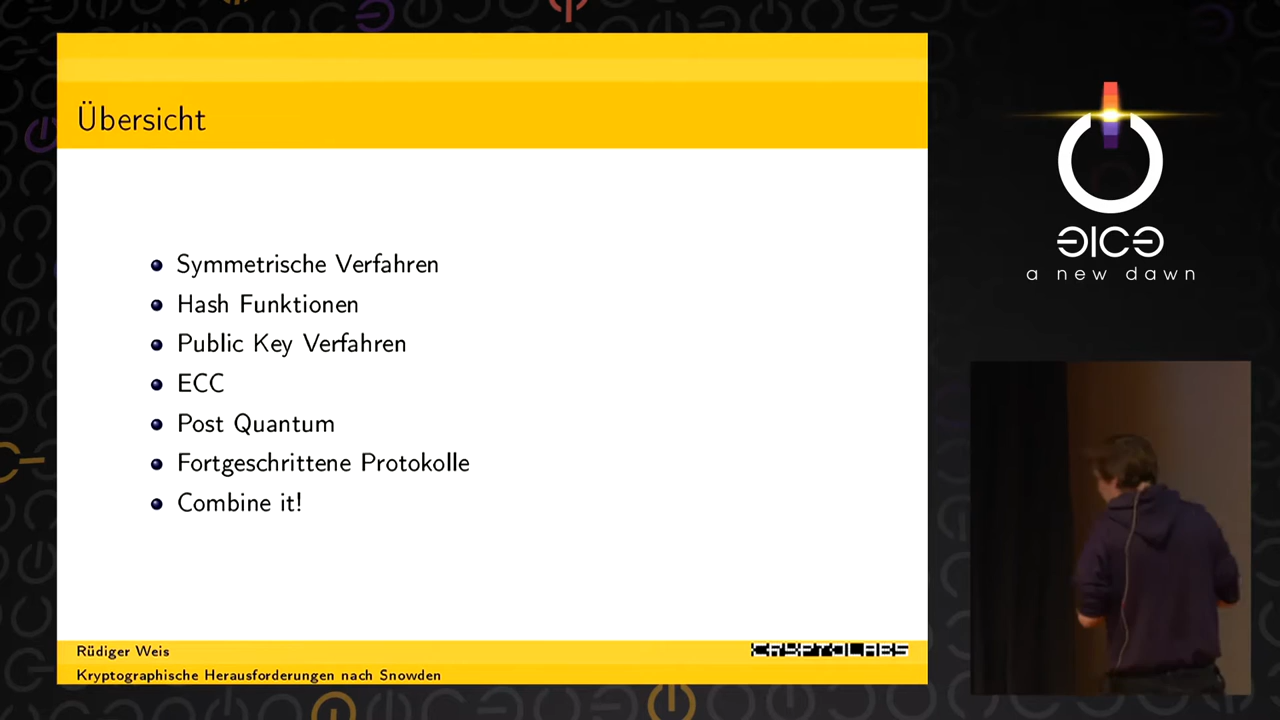 Übersicht
Symmetrische Verfahren
Hash Funktionen
Public Key Verfahren
ECC
Post Quantum
Fortgeschrittene Protokolle
Combine it!
Rüdiger Weis
CRYPTOLABS
Kryptographische Herausforderungen nach Snowden
31C3
a new dawn